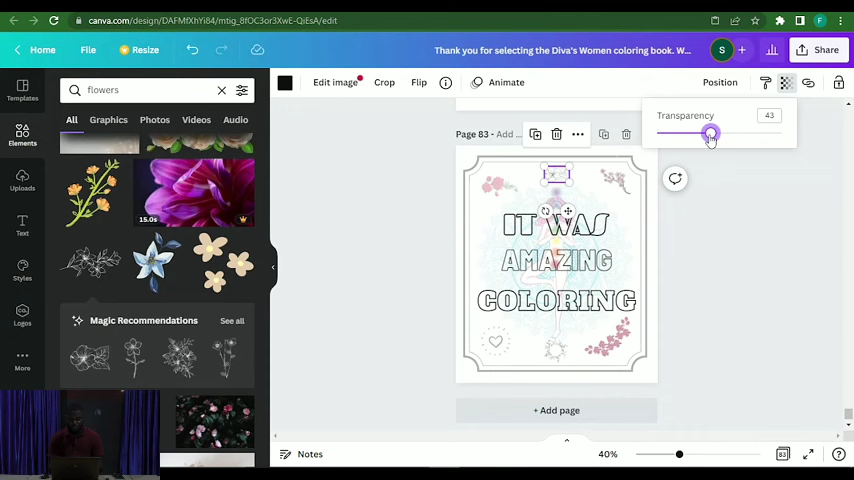 canva.com/design/DAFMfXhYi84/mtig_8fOC3or3XwE-QiEsA/edit
Home
File
Resize
Thank you for selecting the Diva's Women coloring book. W...
S
Share
F
Templates
Elements
Uploads
Text
Styles
Logos
More
flowers
All
Graphics
Photos
Videos
Audio
15.0s
Magic Recommendations
See all
Edit image
Crop
Flip
Animate
Position
Transparency
43
Page 83 - Add ...
IT WAS
AMAZING
COLORING
+ Add page
Notes
40%
83